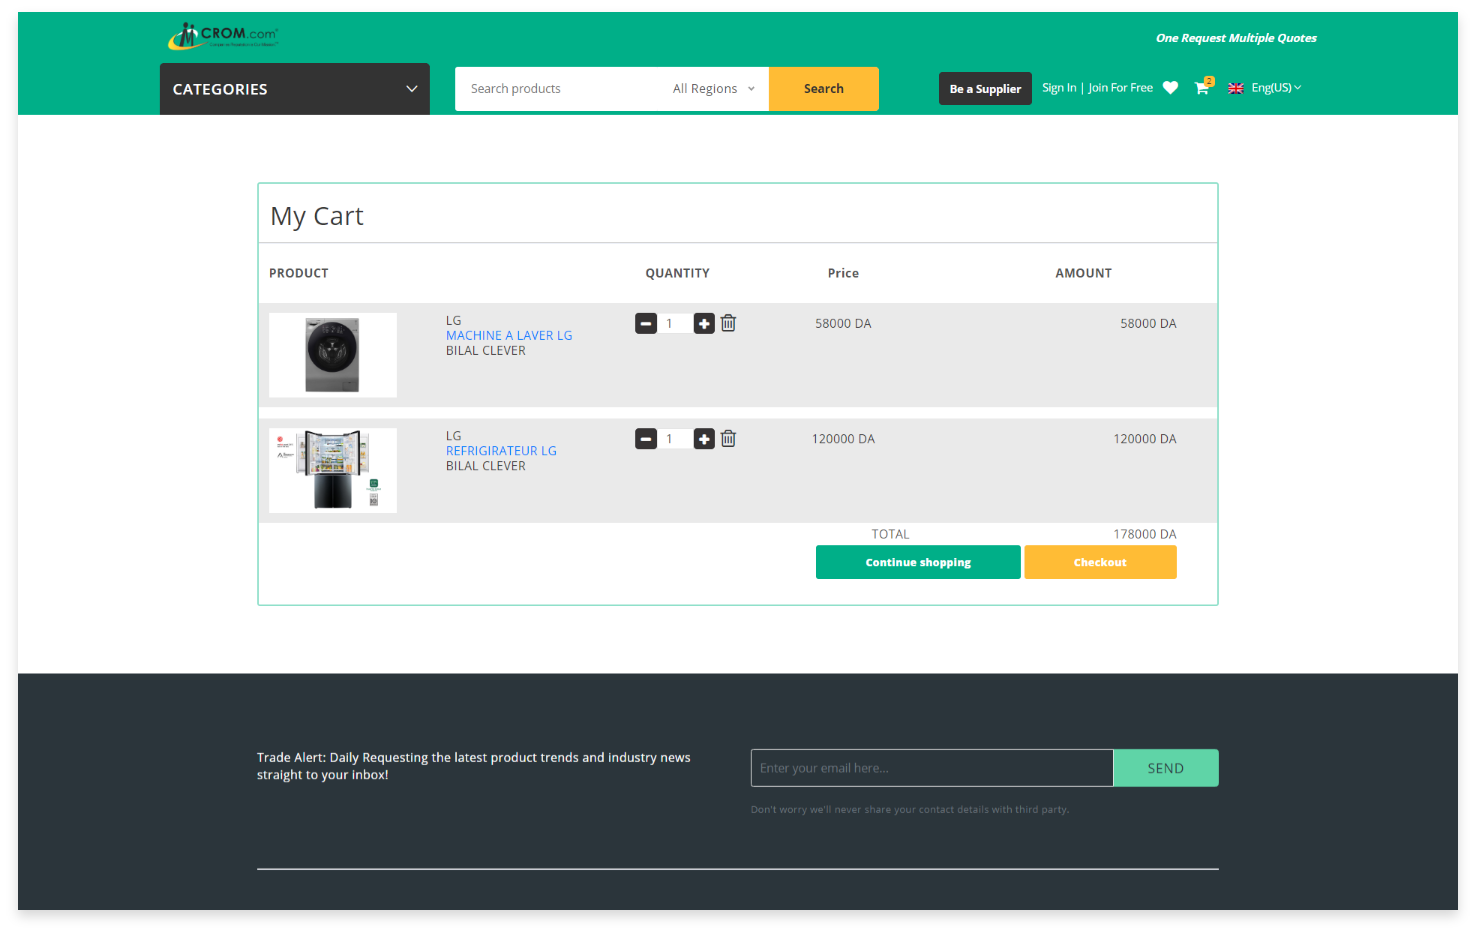 CROM.com
One Request Multiple Quotes
CATEGORIES
Search products
All Regions
Search
Be a Supplier
Sign In | Join For Free
2
Eng(US)
My Cart
PRODUCT QUANTITY Price AMOUNT
LG
MACHINE A LAVER LG
BILAL CLEVER
1
58000 DA
58000 DA
LG
REFRIGIRATEUR LG
BILAL CLEVER
1
120000 DA
120000 DA
TOTAL 178000 DA
Continue shopping
Checkout
Trade Alert: Daily Requesting the latest product trends and industry news
straight to your inbox!
Enter your email here...
SEND
Don't worry we'll never share your contact details with third party.